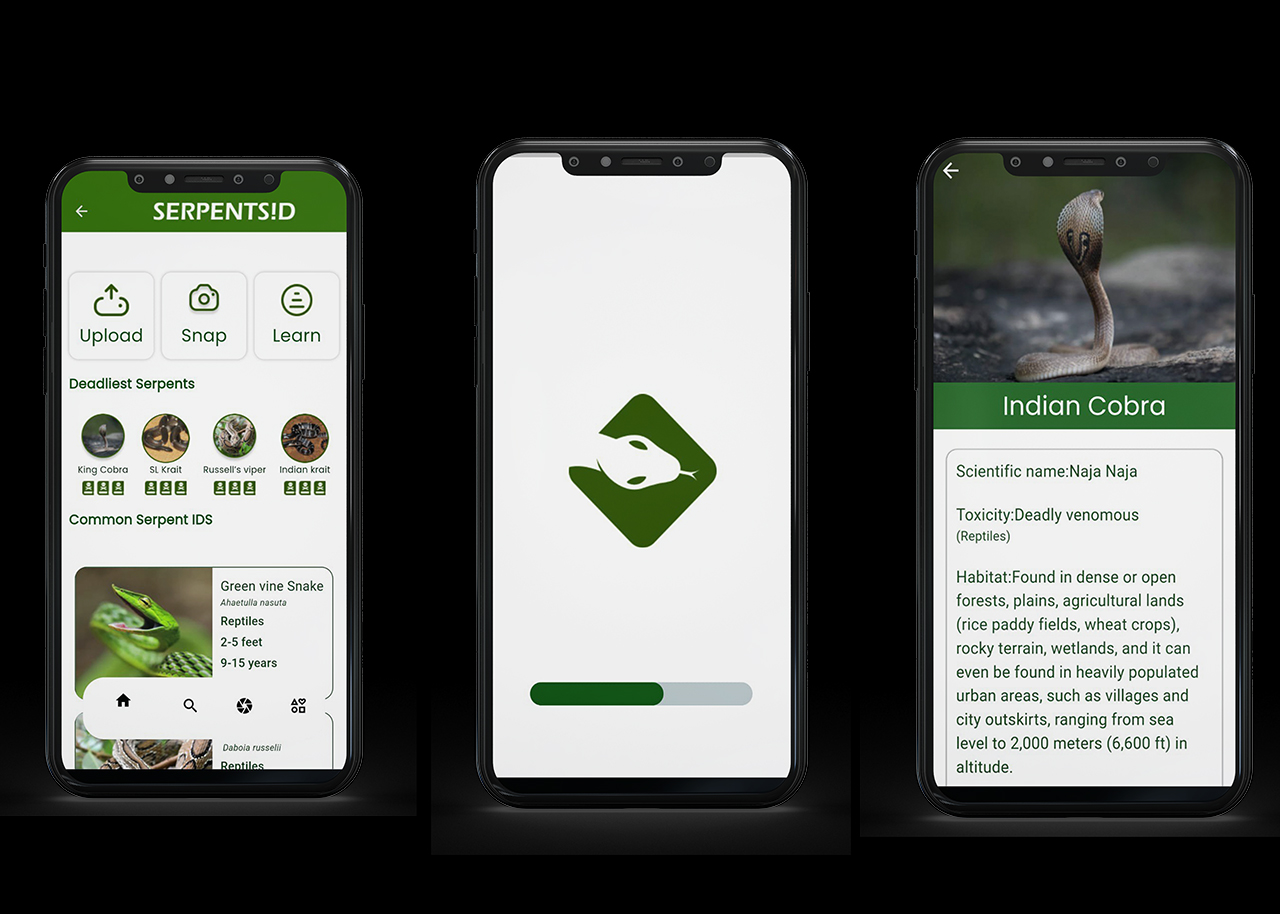 SERPENTS!D
Upload
Snap
Learn
Deadliest Serpents
King Cobra
SL Krait
Russell's viper
Indian krait
Common Serpent IDS
Green vine Snake
Ahaetulla nasuta
Reptiles
2-5 feet
9-15 years
Daboia russelii
Reptiles
Indian Cobra
Scientific name:Naja Naja
Toxicity:Deadly venomous
(Reptiles)
Habitat:Found in dense or open
forests, plains, agricultural lands
(rice paddy fields, wheat crops),
rocky terrain, wetlands, and it can
even be found in heavily populated
urban areas, such as villages and
city outskirts, ranging from sea
level to 2,000 meters (6,600 ft) in
altitude.